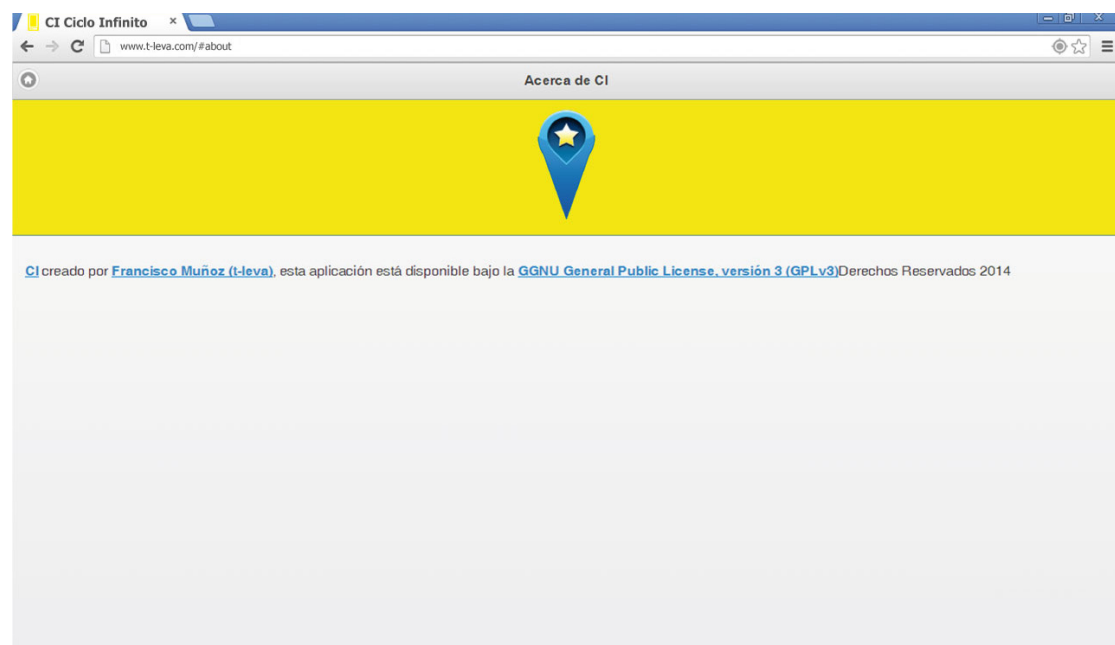 CI Ciclo Infinito
www.t-leva.com/#about
Acerca de CI
CI creado por Francisco Muñoz (t-leva), esta aplicación está disponible bajo la GGNU General Public License, versión 3 (GPLv3)Derechos Reservados 2014